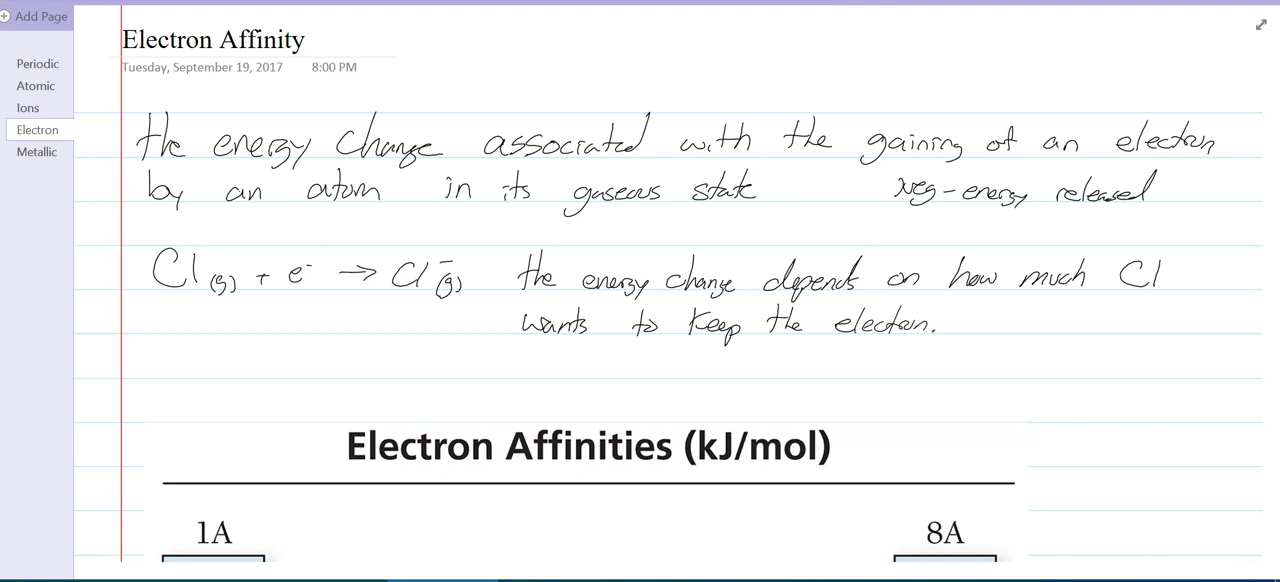 Add Page
Electron Affinity
Tuesday, September 19, 2017 8:00 PM
Periodic
Atomic
Ions
Electron
Metallic
the energy change associated with the gaining of an electron
by an atom in its gaseous state neg - energy released
Cl(g) + e⁻ → Cl⁻(g) the energy change depends on how much Cl
wants to keep the electron.
Electron Affinities (kJ/mol)
1A 8A